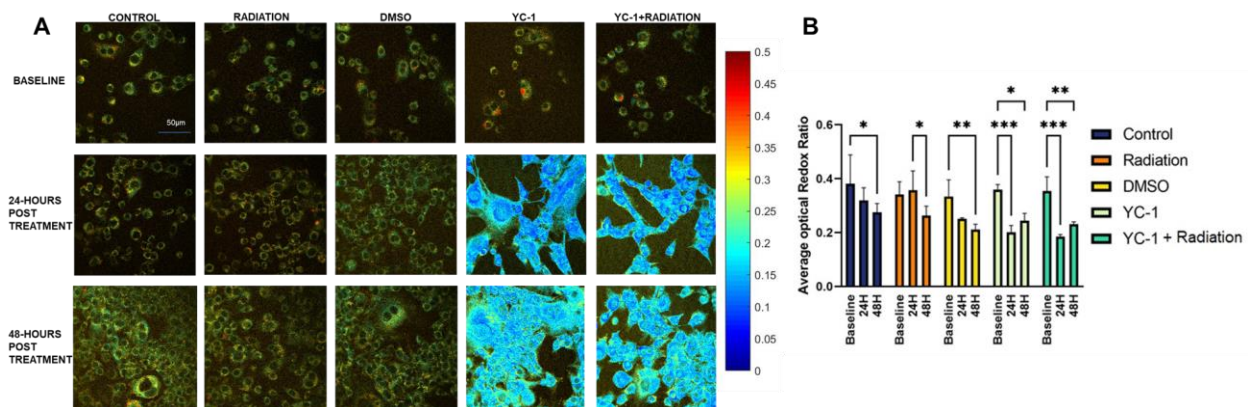 A
CONTROL
RADIATION
DMSO
YC-1
YC-1+RADIATION
BASELINE
50µm
24-HOURS
POST
TREATMENT
48-HOURS
POST
TREATMENT
0.5
0.45
0.4
0.35
0.3
0.25
0.2
0.15
0.1
0.05
0
B
Average optical Redox Ratio
0.6
0.4
0.2
0.0
*
*
**
***
*
***
**
Baseline
24H
48H
Baseline
24H
48H
Baseline
24H
48H
Baseline
24H
48H
Baseline
24H
48H
Control
Radiation
DMSO
YC-1
YC-1 + Radiation